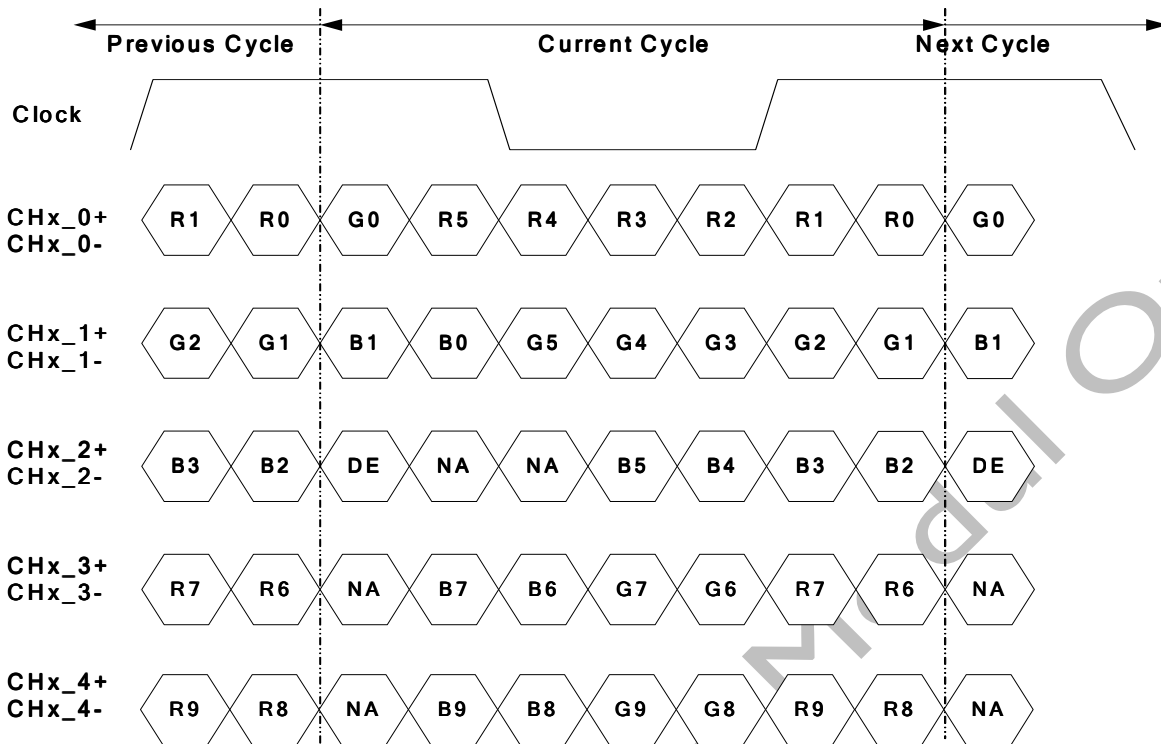 Previous Cycle Current Cycle Next Cycle
Clock
CHx_0+
CHx_0-
R1 R0 G0 R5 R4 R3 R2 R1 R0 G0
CHx_1+
CHx_1-
G2 G1 B1 B0 G5 G4 G3 G2 G1 B1
CHx_2+
CHx_2-
B3 B2 DE NA NA B5 B4 B3 B2 DE
CHx_3+
CHx_3-
R7 R6 NA B7 B6 G7 G6 R7 R6 NA
CHx_4+
CHx_4-
R9 R8 NA B9 B8 G9 G8 R9 R8 NA